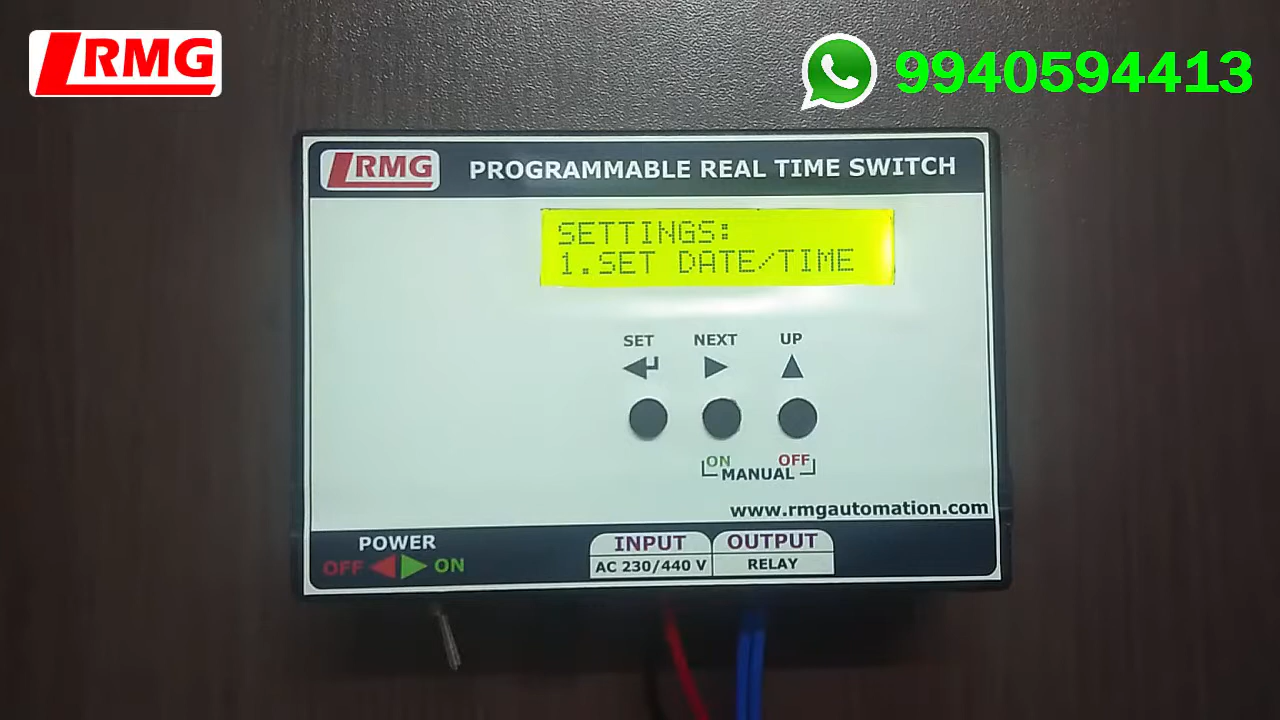 RMG
9940594413
RMG PROGRAMMABLE REAL TIME SWITCH
SETTINGS:
1.SET DATE/TIME
SET NEXT UP
ON OFF
MANUAL
www.rmgautomation.com
POWER
OFF ON
INPUT OUTPUT
AC 230/440 V RELAY